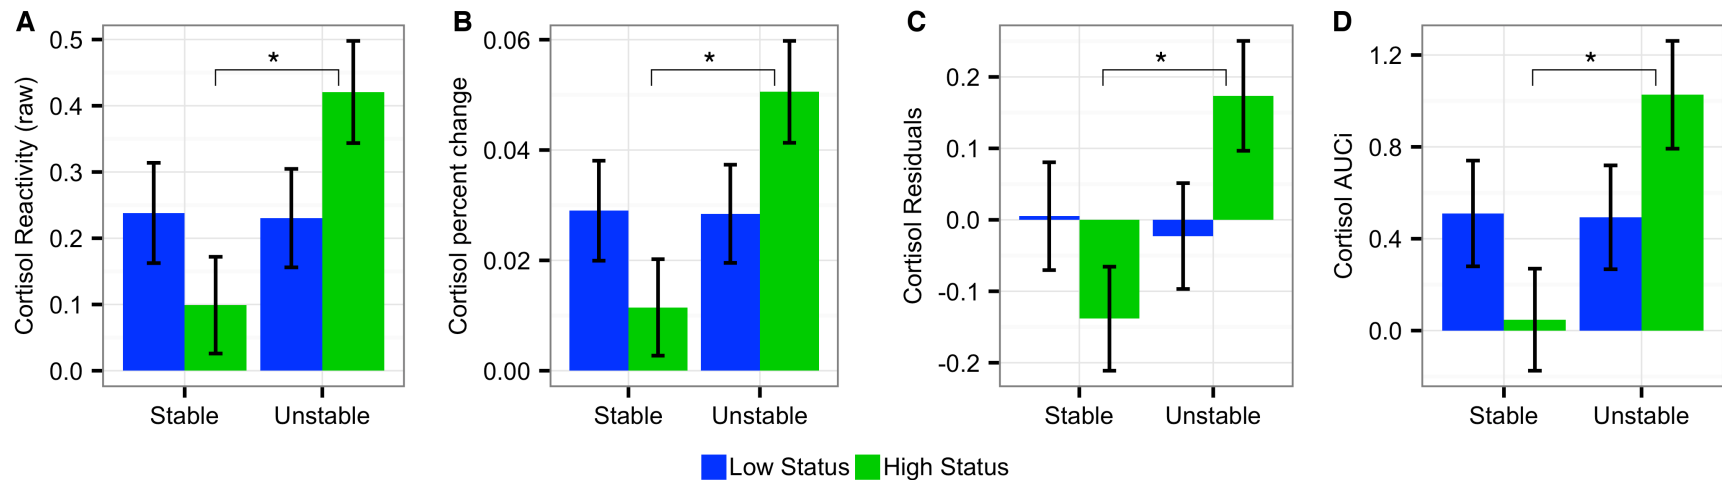 A
Cortisol Reactivity (raw)
0.5
0.4
0.3
0.2
0.1
0.0
*
Stable
Unstable
B
Cortisol percent change
0.06
0.04
0.02
0.00
*
Stable
Unstable
C
Cortisol Residuals
0.2
0.1
0.0
-0.1
-0.2
*
Stable
Unstable
D
Cortisol AUCi
1.2
0.8
0.4
0.0
*
Stable
Unstable
Low Status
High Status